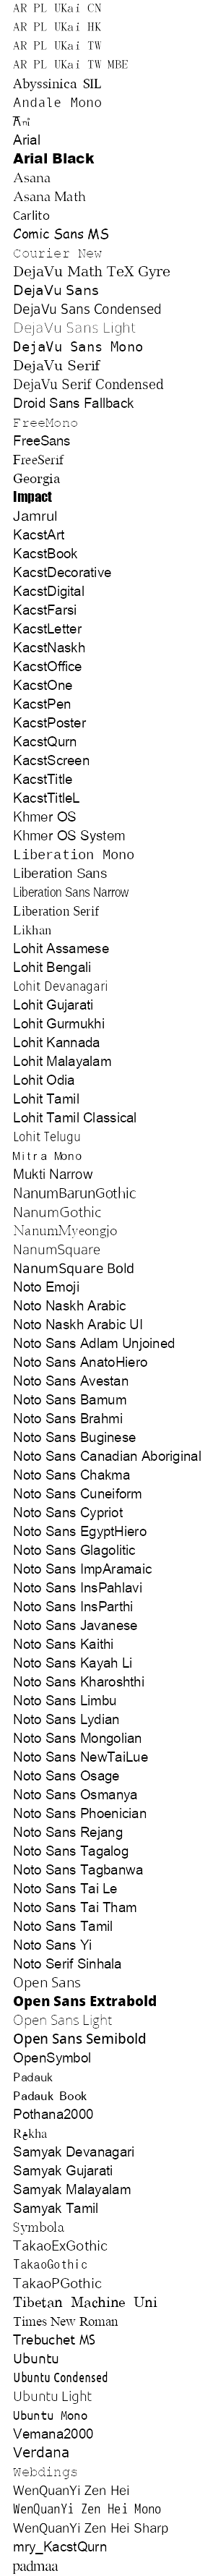 AR PL UKai CN
AR PL UKai HK
AR PL UKai TW
AR PL UKai TW MBE
Abyssinica SIL
Andale Mono
Ani
Arial
Arial Black
Asana
Asana Math
Carlito
Comic Sans MS
Courier New
DejaVu Math TeX Gyre
DejaVu Sans
DejaVu Sans Condensed
DejaVu Sans Light
DejaVu Sans Mono
DejaVu Serif
DejaVu Serif Condensed
Droid Sans Fallback
FreeMono
FreeSans
FreeSerif
Georgia
Impact
Jamrul
KacstArt
KacstBook
KacstDecorative
KacstDigital
KacstFarsi
KacstLetter
KacstNaskh
KacstOffice
KacstOne
KacstPen
KacstPoster
KacstQurn
KacstScreen
KacstTitle
KacstTitleL
Khmer OS
Khmer OS System
Liberation Mono
Liberation Sans
Liberation Sans Narrow
Liberation Serif
Likhan
Lohit Assamese
Lohit Bengali
Lohit Devanagari
Lohit Gujarati
Lohit Gurmukhi
Lohit Kannada
Lohit Malayalam
Lohit Odia
Lohit Tamil
Lohit Tamil Classical
Lohit Telugu
Mitra Mono
Mukti Narrow
NanumBarunGothic
NanumGothic
NanumMyeongjo
NanumSquare
NanumSquare Bold
Noto Emoji
Noto Naskh Arabic
Noto Naskh Arabic UI
Noto Sans Adlam Unjoined
Noto Sans AnatoHiero
Noto Sans Avestan
Noto Sans Bamum
Noto Sans Brahmi
Noto Sans Buginese
Noto Sans Canadian Aboriginal
Noto Sans Chakma
Noto Sans Cuneiform
Noto Sans Cypriot
Noto Sans EgyptHiero
Noto Sans Glagolitic
Noto Sans ImpAramaic
Noto Sans InsPahlavi
Noto Sans InsParthi
Noto Sans Javanese
Noto Sans Kaithi
Noto Sans Kayah Li
Noto Sans Kharoshthi
Noto Sans Limbu
Noto Sans Lydian
Noto Sans Mongolian
Noto Sans NewTaiLue
Noto Sans Osage
Noto Sans Osmanya
Noto Sans Phoenician
Noto Sans Rejang
Noto Sans Tagalog
Noto Sans Tagbanwa
Noto Sans Tai Le
Noto Sans Tai Tham
Noto Sans Tamil
Noto Sans Yi
Noto Serif Sinhala
Open Sans
Open Sans Extrabold
Open Sans Light
Open Sans Semibold
OpenSymbol
Padauk
Padauk Book
Pothana2000
Rekha
Samyak Devanagari
Samyak Gujarati
Samyak Malayalam
Samyak Tamil
Symbola
TakaoExGothic
TakaoGothic
TakaoPGothic
Tibetan Machine Uni
Times New Roman
Trebuchet MS
Ubuntu
Ubuntu Condensed
Ubuntu Light
Ubuntu Mono
Vemana2000
Verdana
Webdings
WenQuanYi Zen Hei
WenQuanYi Zen Hei Mono
WenQuanYi Zen Hei Sharp
mry_KacstQurn
padmaa